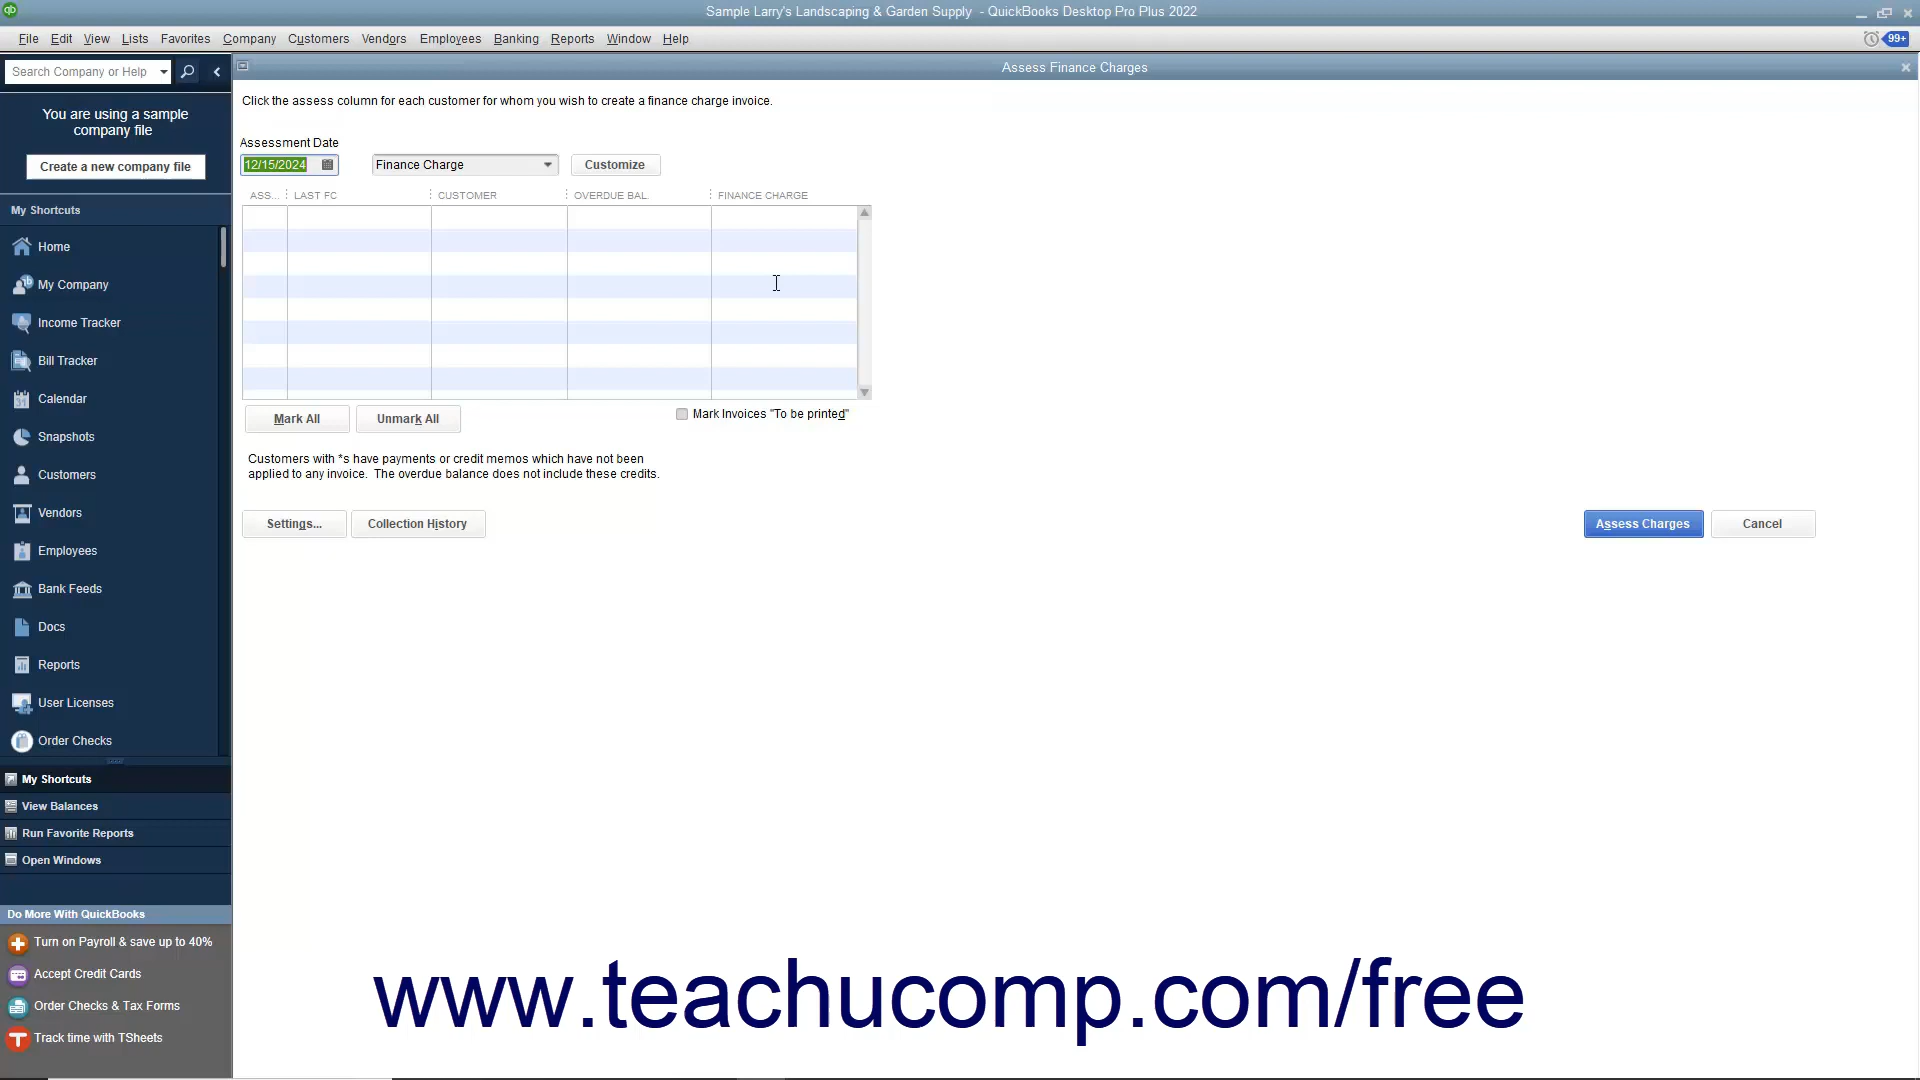 Sample Larry's Landscaping & Garden Supply - QuickBooks Desktop Pro Plus 2022
File Edit View Lists Favorites Company Customers Vendors Employees Banking Reports Window Help
99+
Search Company or Help
Assess Finance Charges
You are using a sample
company file
Create a new company file
My Shortcuts
Home
My Company
Income Tracker
Bill Tracker
31 Calendar
Snapshots
Customers
Vendors
Employees
Bank Feeds
Docs
Reports
User Licenses
Order Checks
My Shortcuts
View Balances
Run Favorite Reports
Open Windows
Do More With QuickBooks
Turn on Payroll & save up to 40%
Accept Credit Cards
Order Checks & Tax Forms
Track time with TSheets
Click the assess column for each customer for whom you wish to create a finance charge invoice.
Assessment Date
12/15/2024 Finance Charge Customize
ASS... LAST FC CUSTOMER OVERDUE BAL. FINANCE CHARGE
Mark All Unmark All Mark Invoices "To be printed"
Customers with *s have payments or credit memos which have not been
applied to any invoice. The overdue balance does not include these credits.
Settings... Collection History Assess Charges Cancel
www.teachucomp.com/free